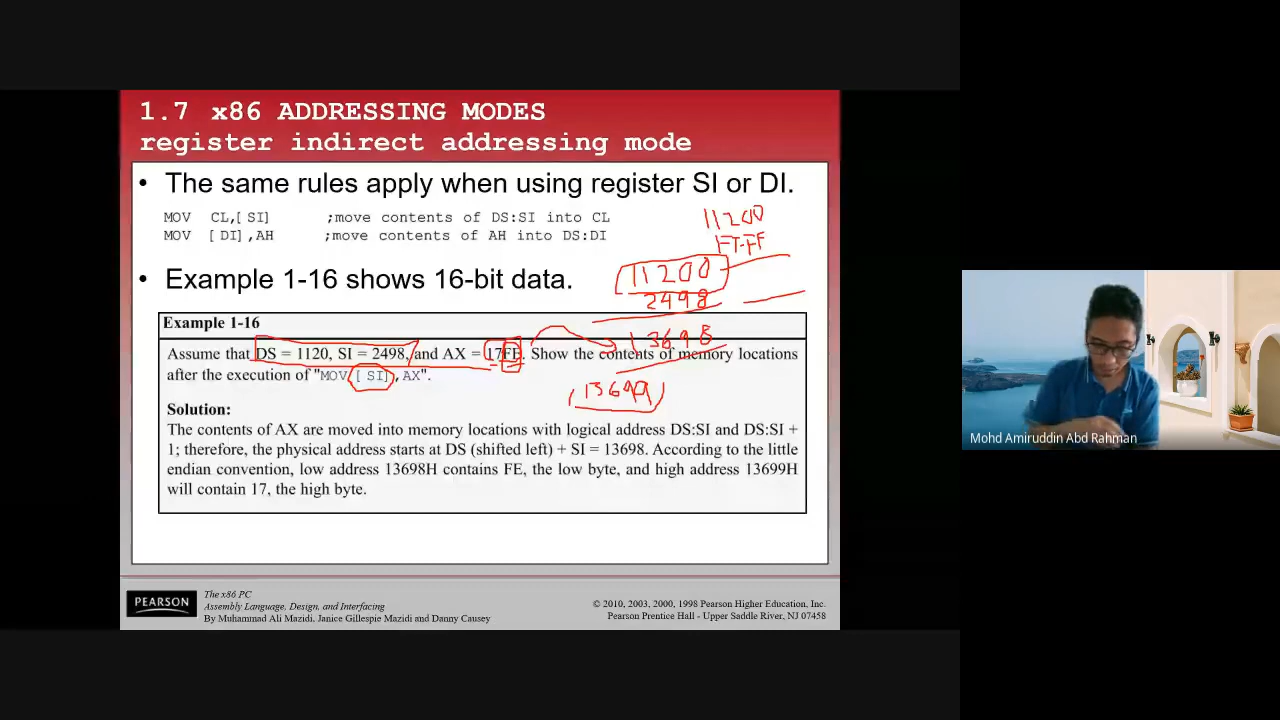 1.7 x86 ADDRESSING MODES
register indirect addressing mode
• The same rules apply when using register SI or DI.
MOV CL,[ SI] ;move contents of DS:SI into CL
MOV [ DI],AH ;move contents of AH into DS:DI
11200
FFFF
• Example 1-16 shows 16-bit data.
11200
2498
13698
13699
Example 1-16
Assume that DS = 1120, SI = 2498, and AX = 17FE. Show the contents of memory locations
after the execution of "MOV [ SI],AX".
Solution:
The contents of AX are moved into memory locations with logical address DS:SI and DS:SI +
1; therefore, the physical address starts at DS (shifted left) + SI = 13698. According to the little
endian convention, low address 13698H contains FE, the low byte, and high address 13699H
will contain 17, the high byte.
PEARSON
The x86 PC
Assembly Language, Design, and Interfacing
By Muhammad Ali Mazidi, Janice Gillespie Mazidi and Danny Causey
© 2010, 2003, 2000, 1998 Pearson Higher Education, Inc.
Pearson Prentice Hall - Upper Saddle River, NJ 07458
Mohd Amiruddin Abd Rahman